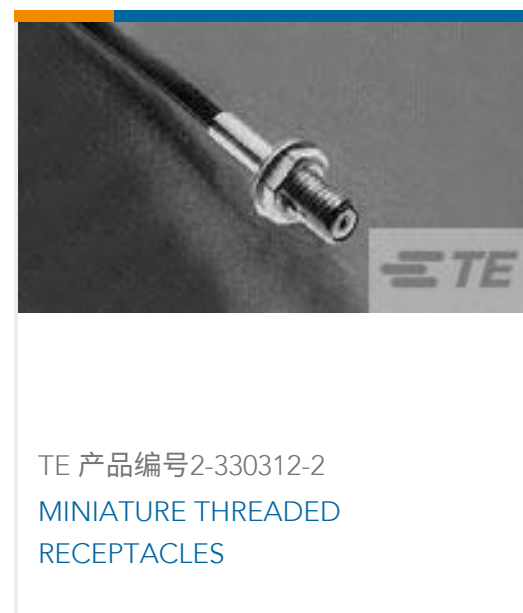 TE
TE 产品编号2-330312-2
MINIATURE THREADED
RECEPTACLES